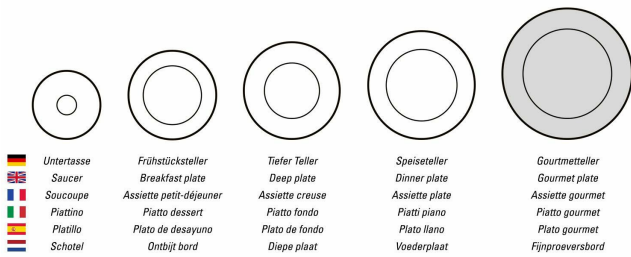 Untertasse Frühstücksteller Tiefer Teller Speiseteller Gourtmetteller
Saucer Breakfast plate Deep plate Dinner plate Gourmet plate
Soucoupe Assiette petit-déjeuner Assiette creuse Assiette plate Assiette gourmet
Piattino Piatto dessert Piatto fondo Piatti piano Piatto gourmet
Platillo Plato de desayuno Plato de fondo Plato llano Plato gourmet
Schotel Ontbijt bord Diepe plaat Voederplaat Fijnproeversbord